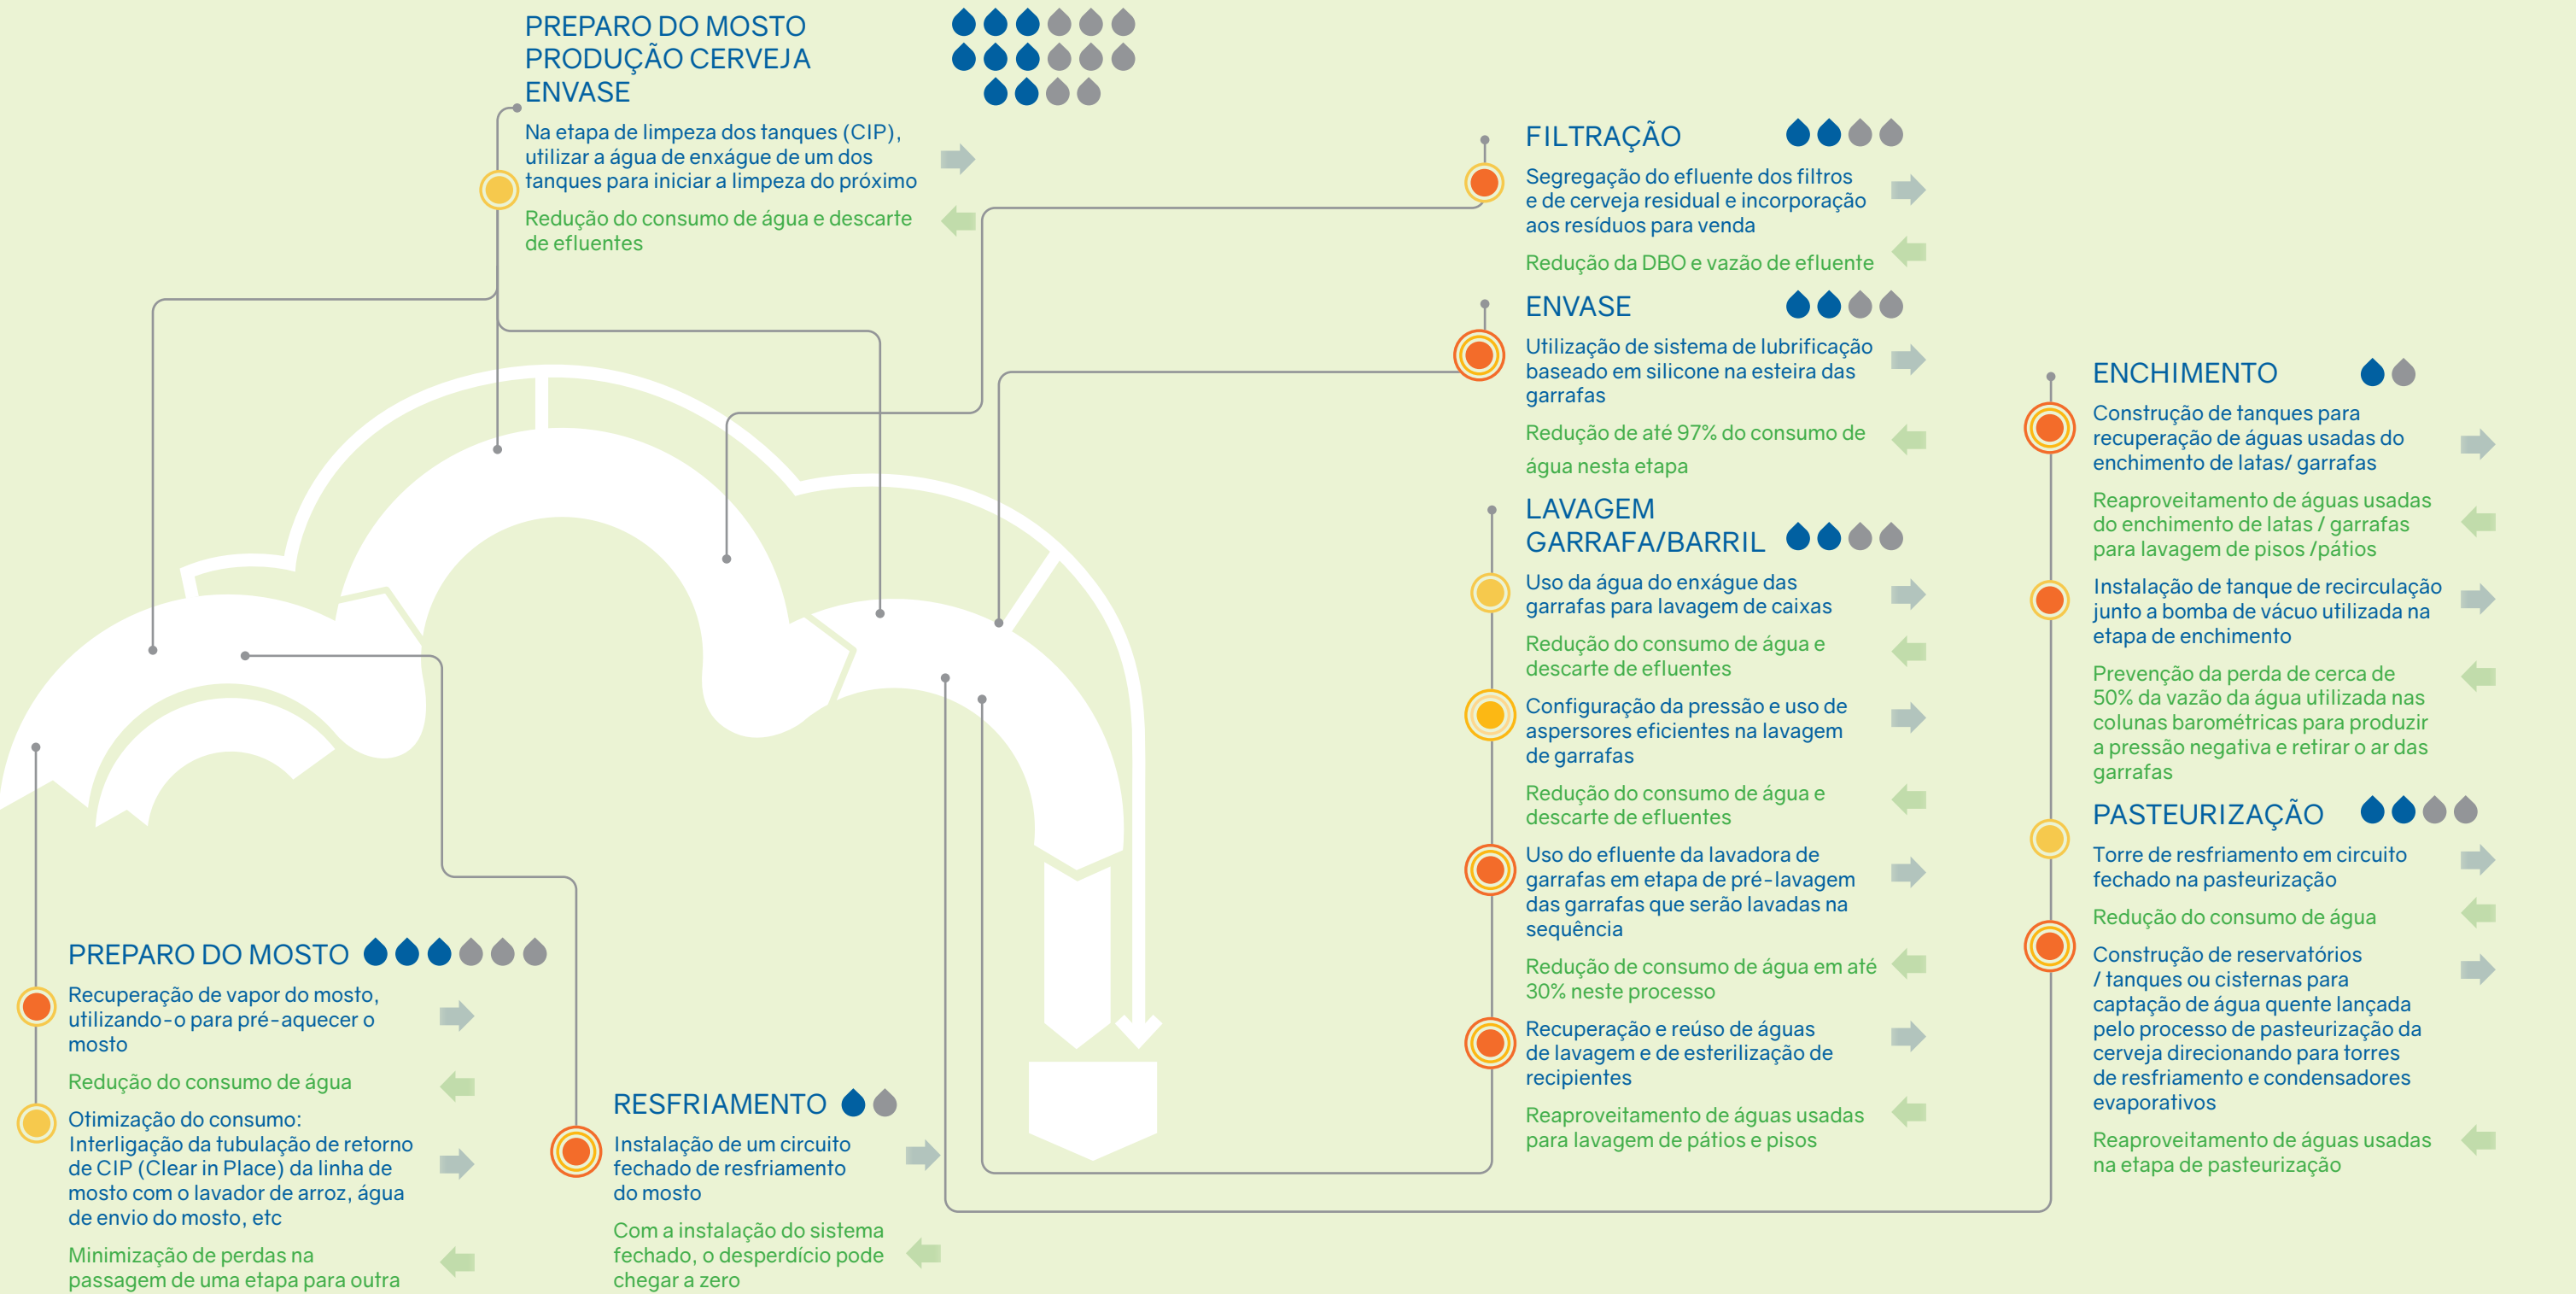 PREPARO DO MOSTO
PRODUÇÃO CERVEJA
ENVASE
Na etapa de limpeza dos tanques (CIP),
utilizar a água de enxágue de um dos
tanques para iniciar a limpeza do próximo
Redução do consumo de água e descarte
de efluentes
PREPARO DO MOSTO
Recuperação de vapor do mosto,
utilizando-o para pré-aquecer o
mosto
Redução do consumo de água
Otimização do consumo:
Interligação da tubulação de retorno
de CIP (Clear in Place) da linha de
mosto com o lavador de arroz, água
de envio do mosto, etc
Minimização de perdas na
passagem de uma etapa para outra
RESFRIAMENTO
Instalação de um circuito
fechado de resfriamento
do mosto
Com a instalação do sistema
fechado, o desperdício pode
chegar a zero
FILTRAÇÃO
Segregação do efluente dos filtros
e de cerveja residual e incorporação
aos resíduos para venda
Redução da DBO e vazão de efluente
ENVASE
Utilização de sistema de lubrificação
baseado em silicone na esteira das
garrafas
Redução de até 97% do consumo de
água nesta etapa
LAVAGEM
GARRAFA/BARRIL
Uso da água do enxágue das
garrafas para lavagem de caixas
Redução do consumo de água e
descarte de efluentes
Configuração da pressão e uso de
aspersores eficientes na lavagem
de garrafas
Redução do consumo de água e
descarte de efluentes
Uso do efluente da lavadora de
garrafas em etapa de pré-lavagem
das garrafas que serão lavadas na
sequência
Redução de consumo de água em até
30% neste processo
Recuperação e reúso de águas
de lavagem e de esterilização de
recipientes
Reaproveitamento de águas usadas
para lavagem de pátios e pisos
ENCHIMENTO
Construção de tanques para
recuperação de águas usadas do
enchimento de latas/ garrafas
Reaproveitamento de águas usadas
do enchimento de latas / garrafas
para lavagem de pisos /pátios
Instalação de tanque de recirculação
junto a bomba de vácuo utilizada na
etapa de enchimento
Prevenção da perda de cerca de
50% da vazão da água utilizada nas
colunas barométricas para produzir
a pressão negativa e retirar o ar das
garrafas
PASTEURIZAÇÃO
Torre de resfriamento em circuito
fechado na pasteurização
Redução do consumo de água
Construção de reservatórios
/ tanques ou cisternas para
captação de água quente lançada
pelo processo de pasteurização da
cerveja direcionando para torres
de resfriamento e condensadores
evaporativos
Reaproveitamento de águas usadas
na etapa de pasteurização